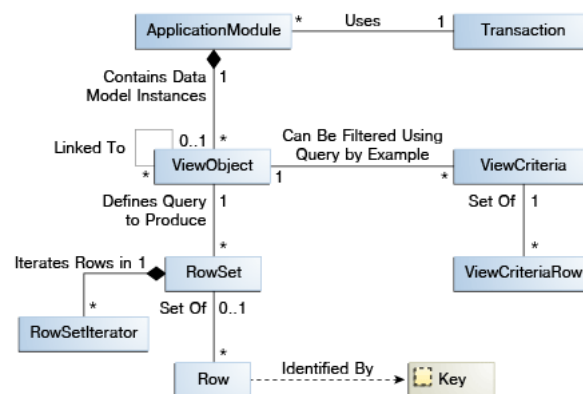 ApplicationModule
*
Uses
1
Transaction
Contains Data
Model Instances
1
Linked To
0..1
*
*
ViewObject
Can Be Filtered Using
Query by Example
1
*
ViewCriteria
Defines Query
to Produce
1
*
Set Of
1
*
Iterates Rows in
1
RowSet
ViewCriteriaRow
*
RowSetIterator
Set Of
0..1
*
Row
Identified By
Key